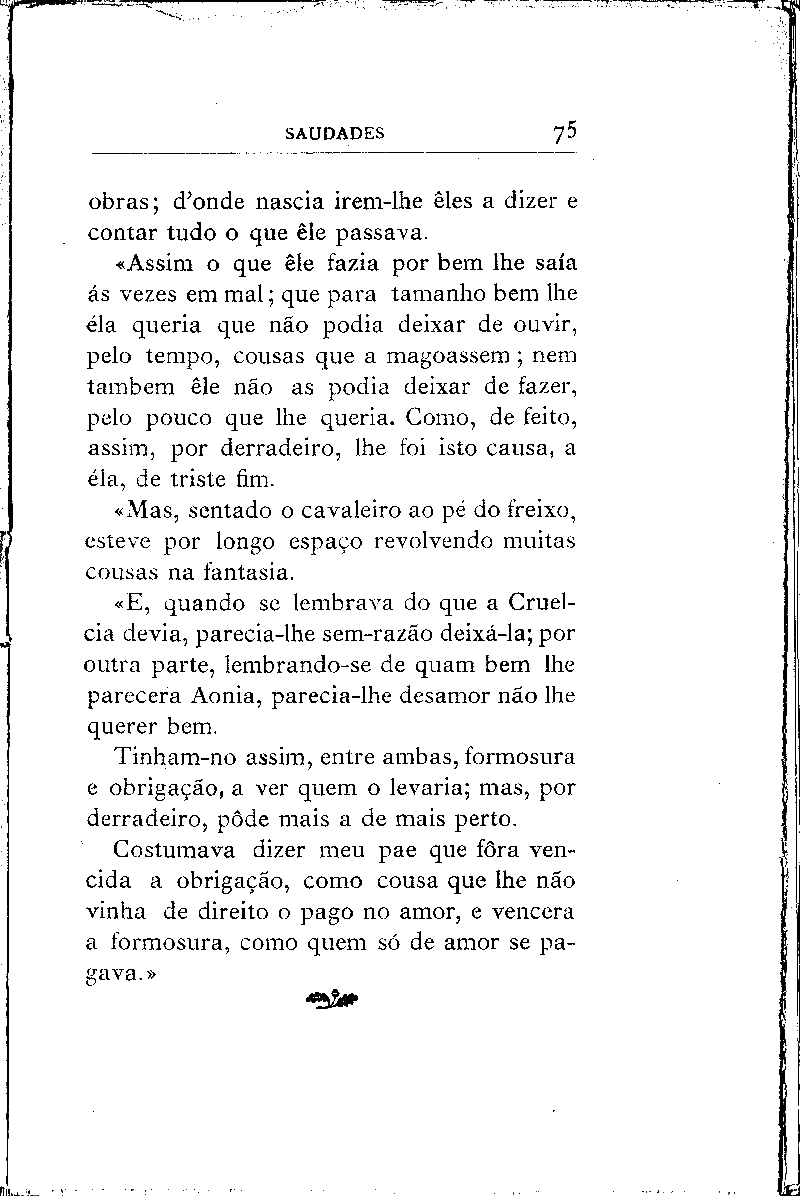 SAUDADES 75
obras; d'onde nascia irem-lhe êles a dizer e
contar tudo o que êle passava.
«Assim o que êle fazia por bem lhe saía
ás vezes em mal; que para tamanho bem lhe
éla queria que não podia deixar de ouvir,
pelo tempo, cousas que a magoassem; nem
tambem êle não as podia deixar de fazer,
pelo pouco que lhe queria. Como, de feito,
assim, por derradeiro, lhe foi isto causa, a
éla, de triste fim.
«Mas, sentado o cavaleiro ao pé do freixo,
esteve por longo espaço revolvendo muitas
cousas na fantasia.
«E, quando se lembrava do que a Cruel-
cia devia, parecia-lhe sem-razão deixá-la; por
outra parte, lembrando-se de quam bem lhe
parecera Aonia, parecia-lhe desamor não lhe
querer bem.
Tinham-no assim, entre ambas, formosura
e obrigação, a ver quem o levaria; mas, por
derradeiro, pôde mais a de mais perto.
Costumava dizer meu pae que fôra ven-
cida a obrigação, como cousa que lhe não
vinha de direito o pago no amor, e vencera
a formosura, como quem só de amor se pa-
gava.»